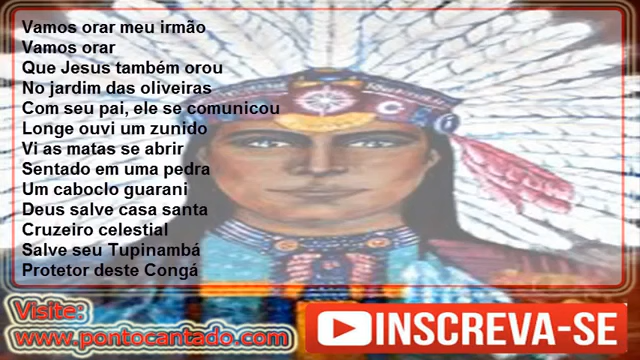 Vamos orar meu irmão
Vamos orar
Que Jesus também orou
No jardim das oliveiras
Com seu pai, ele se comunicou
Longe ouvi um zunido
Vi as matas se abrir
Sentado em uma pedra
Um caboclo guarani
Deus salve casa santa
Cruzeiro celestial
Salve seu Tupinambá
Protetor deste Congá
Visite:
www.pontocantado.com
INSCREVA-SE